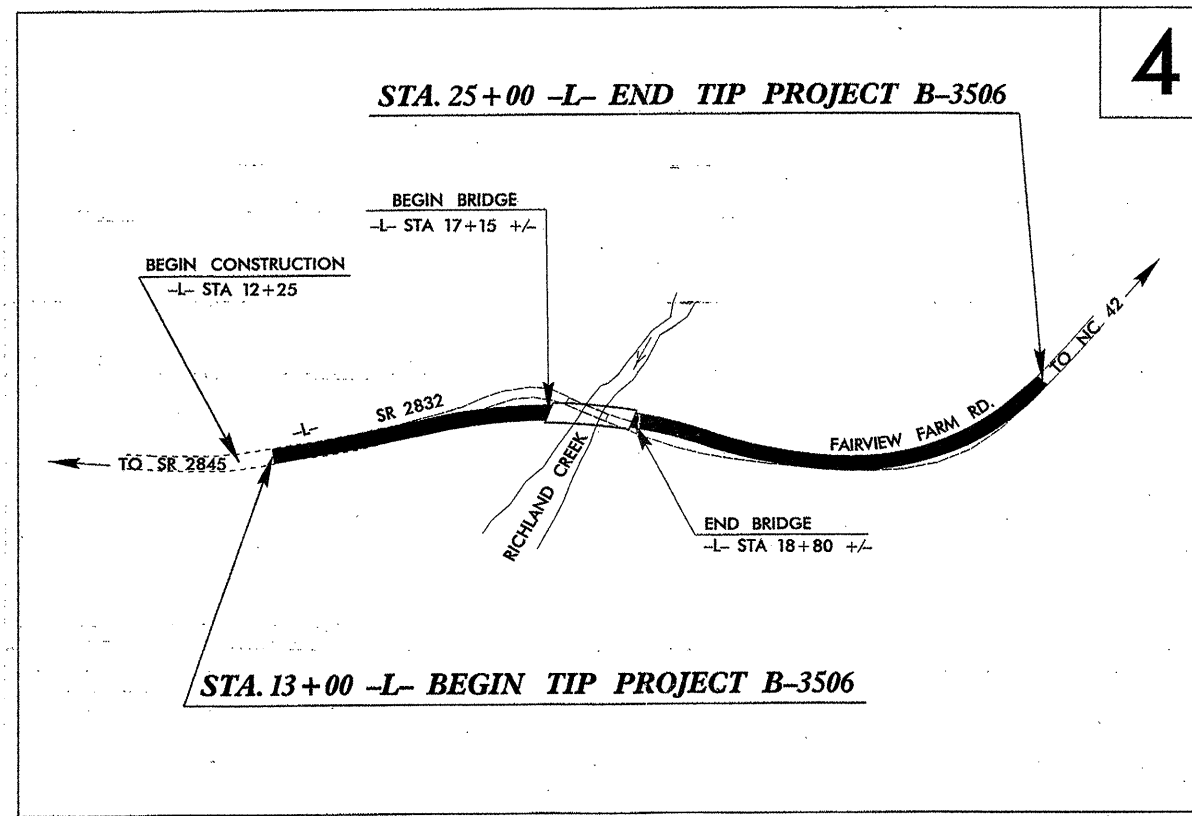 4
STA. 25+00 -L- END TIP PROJECT B-3506
BEGIN BRIDGE
-L- STA 17+15 +/-
BEGIN CONSTRUCTION
-L- STA 12+25
TO NC 42
-L-
SR 2832
FAIRVIEW FARM RD.
TO SR 2845
RICHLAND CREEK
END BRIDGE
-L- STA 18+80 +/-
STA. 13+00 -L- BEGIN TIP PROJECT B-3506